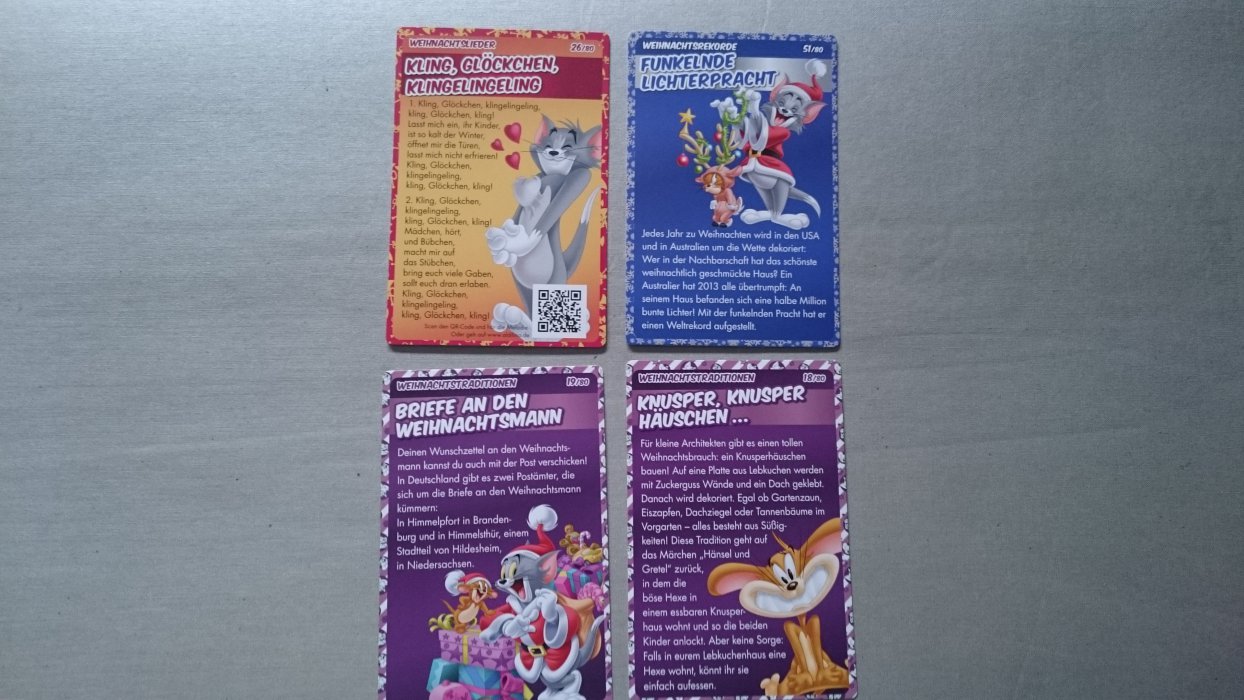 WEIHNACHTSLIEDER 26/80
KLING, GLÖCKCHEN,
KLINGELINGELING
1. Kling, Glöckchen, klingelingeling,
kling, Glöckchen, kling!
Lasst mich ein, ihr Kinder,
ist so kalt der Winter,
öffnet mir die Türen,
lasst mich nicht erfrieren!
Kling, Glöckchen,
klingelingeling,
kling, Glöckchen, kling!
2. Kling, Glöckchen,
klingelingeling,
kling, Glöckchen, kling!
Mädchen, hört,
und Bübchen,
macht mir auf
das Stübchen,
bring euch viele Gaben,
sollt euch dran erlaben.
Kling, Glöckchen,
klingelingeling,
kling, Glöckchen, kling!
Scan den QR-Code und hör die Melodie.
Oder geh auf www.
WEIHNACHTSREKORDE 51/80
FUNKELNDE
LICHTERPRACHT
Jedes Jahr zu Weihnachten wird in den USA
und in Australien um die Wette dekoriert:
Wer in der Nachbarschaft hat das schönste
weihnachtlich geschmückte Haus? Ein
Australier hat 2013 alle übertrumpft: An
seinem Haus befanden sich eine halbe Million
bunte Lichter! Mit der funkelnden Pracht hat er
einen Weltrekord aufgestellt.
WEIHNACHTSTRADITIONEN 19/80
BRIEFE AN DEN
WEIHNACHTSMANN
Deinen Wunschzettel an den Weihnachts-
mann kannst du auch mit der Post verschicken!
In Deutschland gibt es zwei Postämter, die
sich um die Briefe an den Weihnachtsmann
kümmern:
In Himmelpfort in Branden-
burg und in Himmelsthür, einem
Stadtteil von Hildesheim,
in Niedersachsen.
WEIHNACHTSTRADITIONEN 18/80
KNUSPER, KNUSPER
HÄUSCHEN ...
Für kleine Architekten gibt es einen tollen
Weihnachtsbrauch: ein Knusperhäuschen
bauen! Auf eine Platte aus Lebkuchen werden
mit Zuckerguss Wände und ein Dach geklebt.
Danach wird dekoriert. Egal ob Gartenzaun,
Eiszapfen, Dachziegel oder Tannenbäume im
Vorgarten – alles besteht aus Süßig-
keiten! Diese Tradition geht auf
das Märchen „Hänsel und
Gretel" zurück,
in dem die
böse Hexe in
einem essbaren Knusper-
haus wohnt und so die beiden
Kinder anlockt. Aber keine Sorge:
Falls in eurem Lebkuchenhaus eine
Hexe wohnt, könnt ihr sie
einfach aufessen.